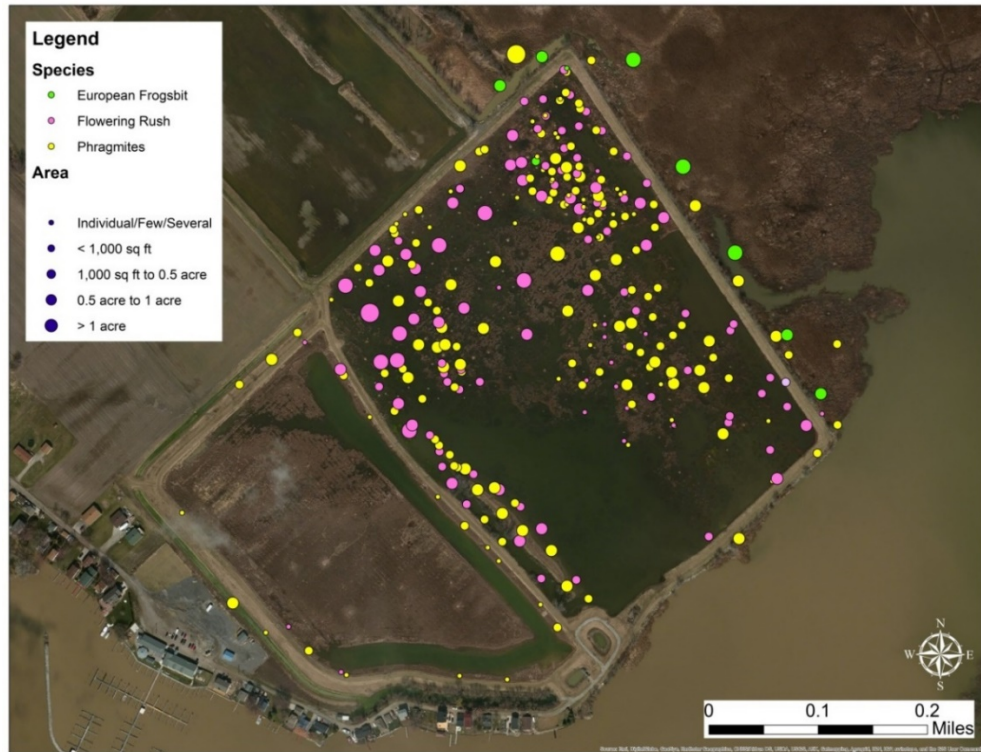 Legend
Species
European Frogsbit
Flowering Rush
Phragmites
Area
Individual/Few/Several
< 1,000 sq ft
1,000 sq ft to 0.5 acre
0.5 acre to 1 acre
> 1 acre
N
W E
S
0 0.1 0.2
Miles